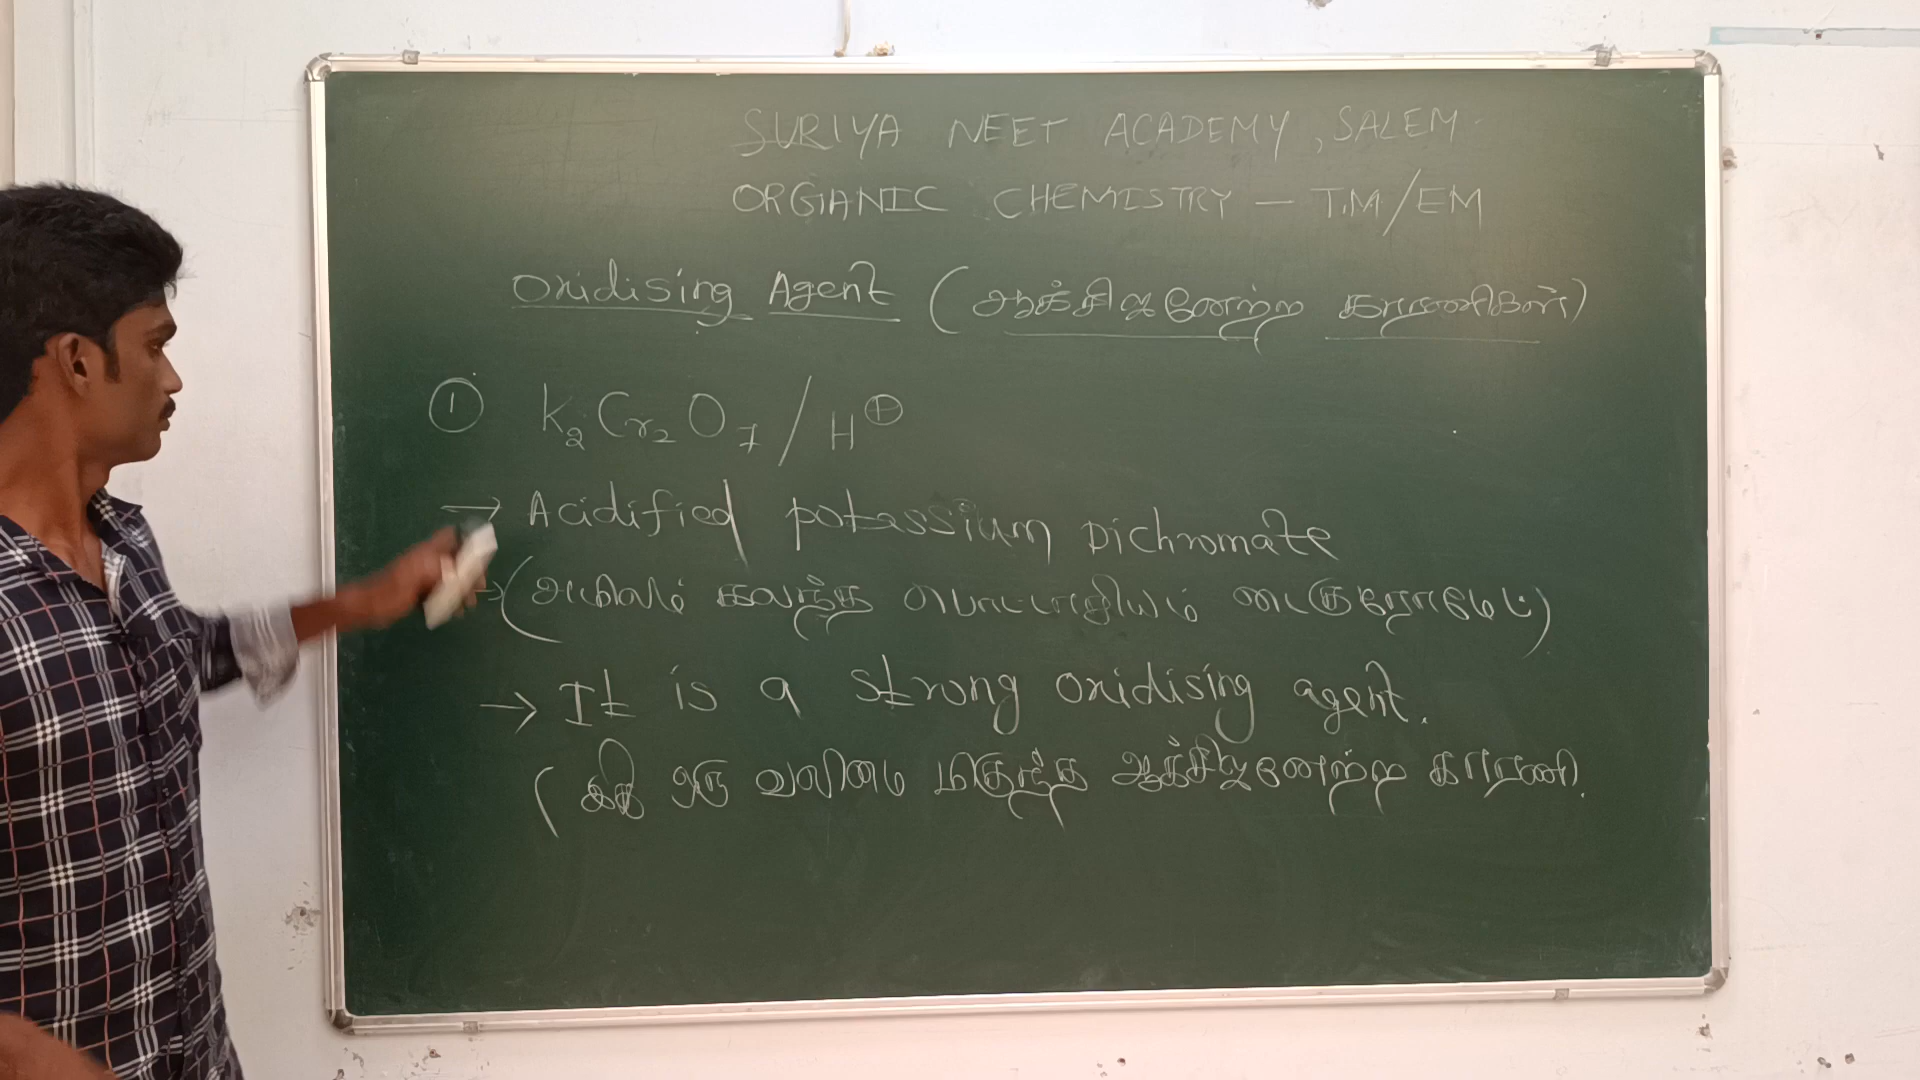 SURIYA NEET ACADEMY, SALEM.
ORGANIC CHEMISTRY – T.M/EM
Oxidising Agent (ஆக்சிஜனேற்ற காரணிகள்)
① K₂Cr₂O₇/H⊕
→ Acidified potassium Dichromate
→ (அமிலம் கலந்த பொட்டாசியம் டைகுரோமேட்)
→ It is a strong oxidising agent.
( இது ஒரு வலிமை மிகுந்த ஆக்சிஜனேற்ற காரணி.